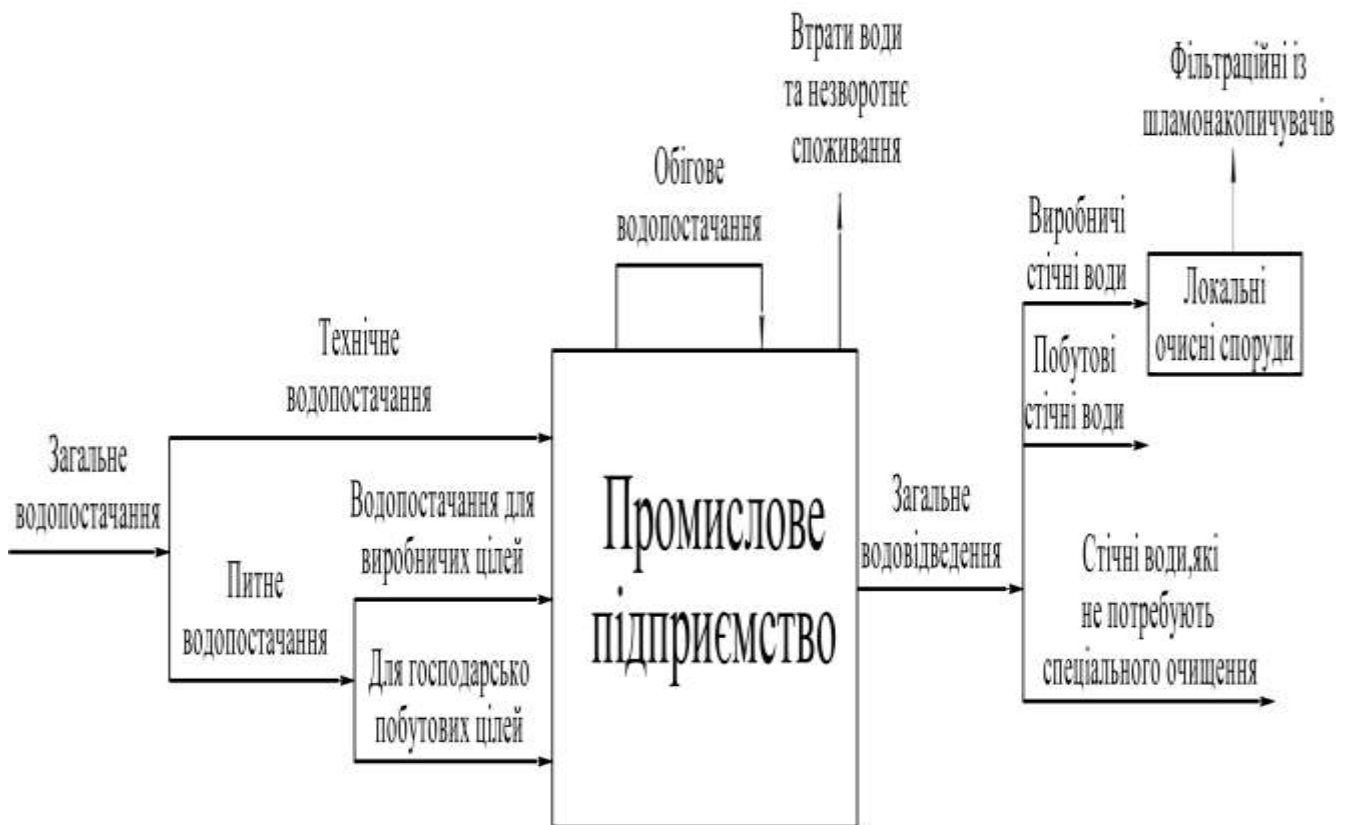 Втрати води
та незворотнє
споживання
Фільтраційні із
шламонакопичувачів
Обігове
водопостачання
Виробничі
стічні води
Локальні
очисні споруди
Технічне
водопостачання
Побутові
стічні води
Загальне
водопостачання
Водопостачання для
виробничих цілей
Промислове
підприємство
Загальне
водовідведення
Питне
водопостачання
Стічні води,які
не потребують
спеціального очищення
Для господарсько
побутових цілей